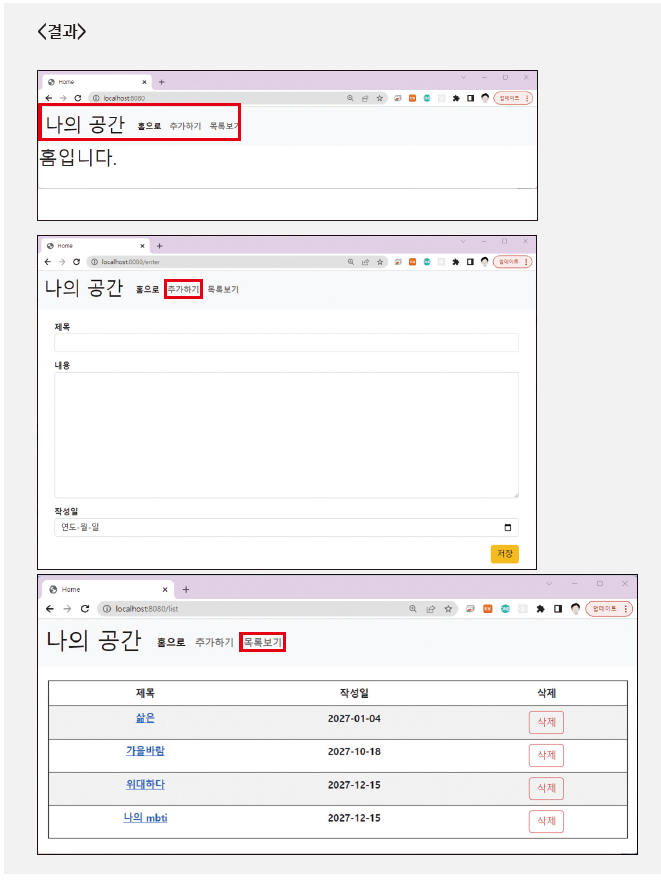 <결과>
Home
localhost:8080
업데이트
나의 공간 홈으로 추가하기 목록보기
홈입니다.
Home
localhost:8080/enter
업데이트
나의 공간 홈으로 추가하기 목록보기
제목
내용
작성일
연도-월-일
저장
Home
localhost:8080/list
업데이트
나의 공간 홈으로 추가하기 목록보기
제목 작성일 삭제
삶은 2027-01-04 삭제
가을바람 2027-10-18 삭제
위대하다 2027-12-15 삭제
나의 mbti 2027-12-15 삭제